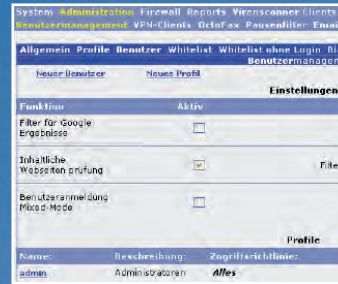 System Administration Firewall Reports Virenscanner Clients
Benutzermanagement VPN-Clients OctoFax Pausenfilter Email
Allgemein Profile Benutzer Whitelist Whitelist ohne Login
Benutzermanagem
Neuer Benutzer Neues Profil
Einstellungen
Funktion Aktiv
Filter für Google
Ergebnisse
Inhaltliche
Webseiten prüfung Filte
Benutzeranmeldung
Mixed-Mode
Profile
Name: Beschreibung: Zugriffsrichtlinie:
admin Administratoren Alles